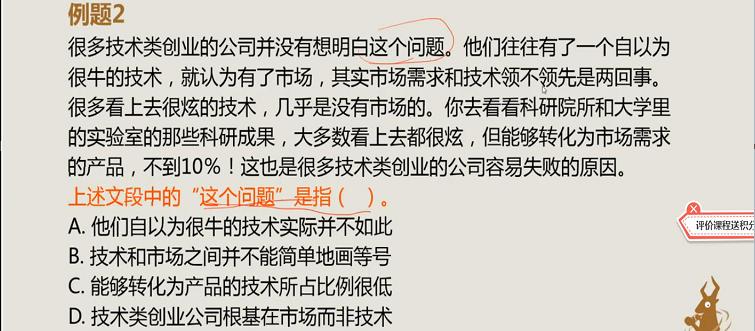 例题2
很多技术类创业的公司并没有想明白这个问题。他们往往有了一个自以为
很牛的技术，就认为有了市场，其实市场需求和技术领不领先是两回事。
很多看上去很炫的技术，几乎是没有市场的。你去看看科研院所和大学里
的实验室的那些科研成果，大多数看上去都很炫，但能够转化为市场需求
的产品，不到10%！这也是很多技术类创业的公司容易失败的原因。
上述文段中的“这个问题”是指（　）。
A. 他们自以为很牛的技术实际并不如此
B. 技术和市场之间并不能简单地画等号
C. 能够转化为产品的技术所占比例很低
D. 技术类创业公司根基在市场而非技术
评价课程送积分